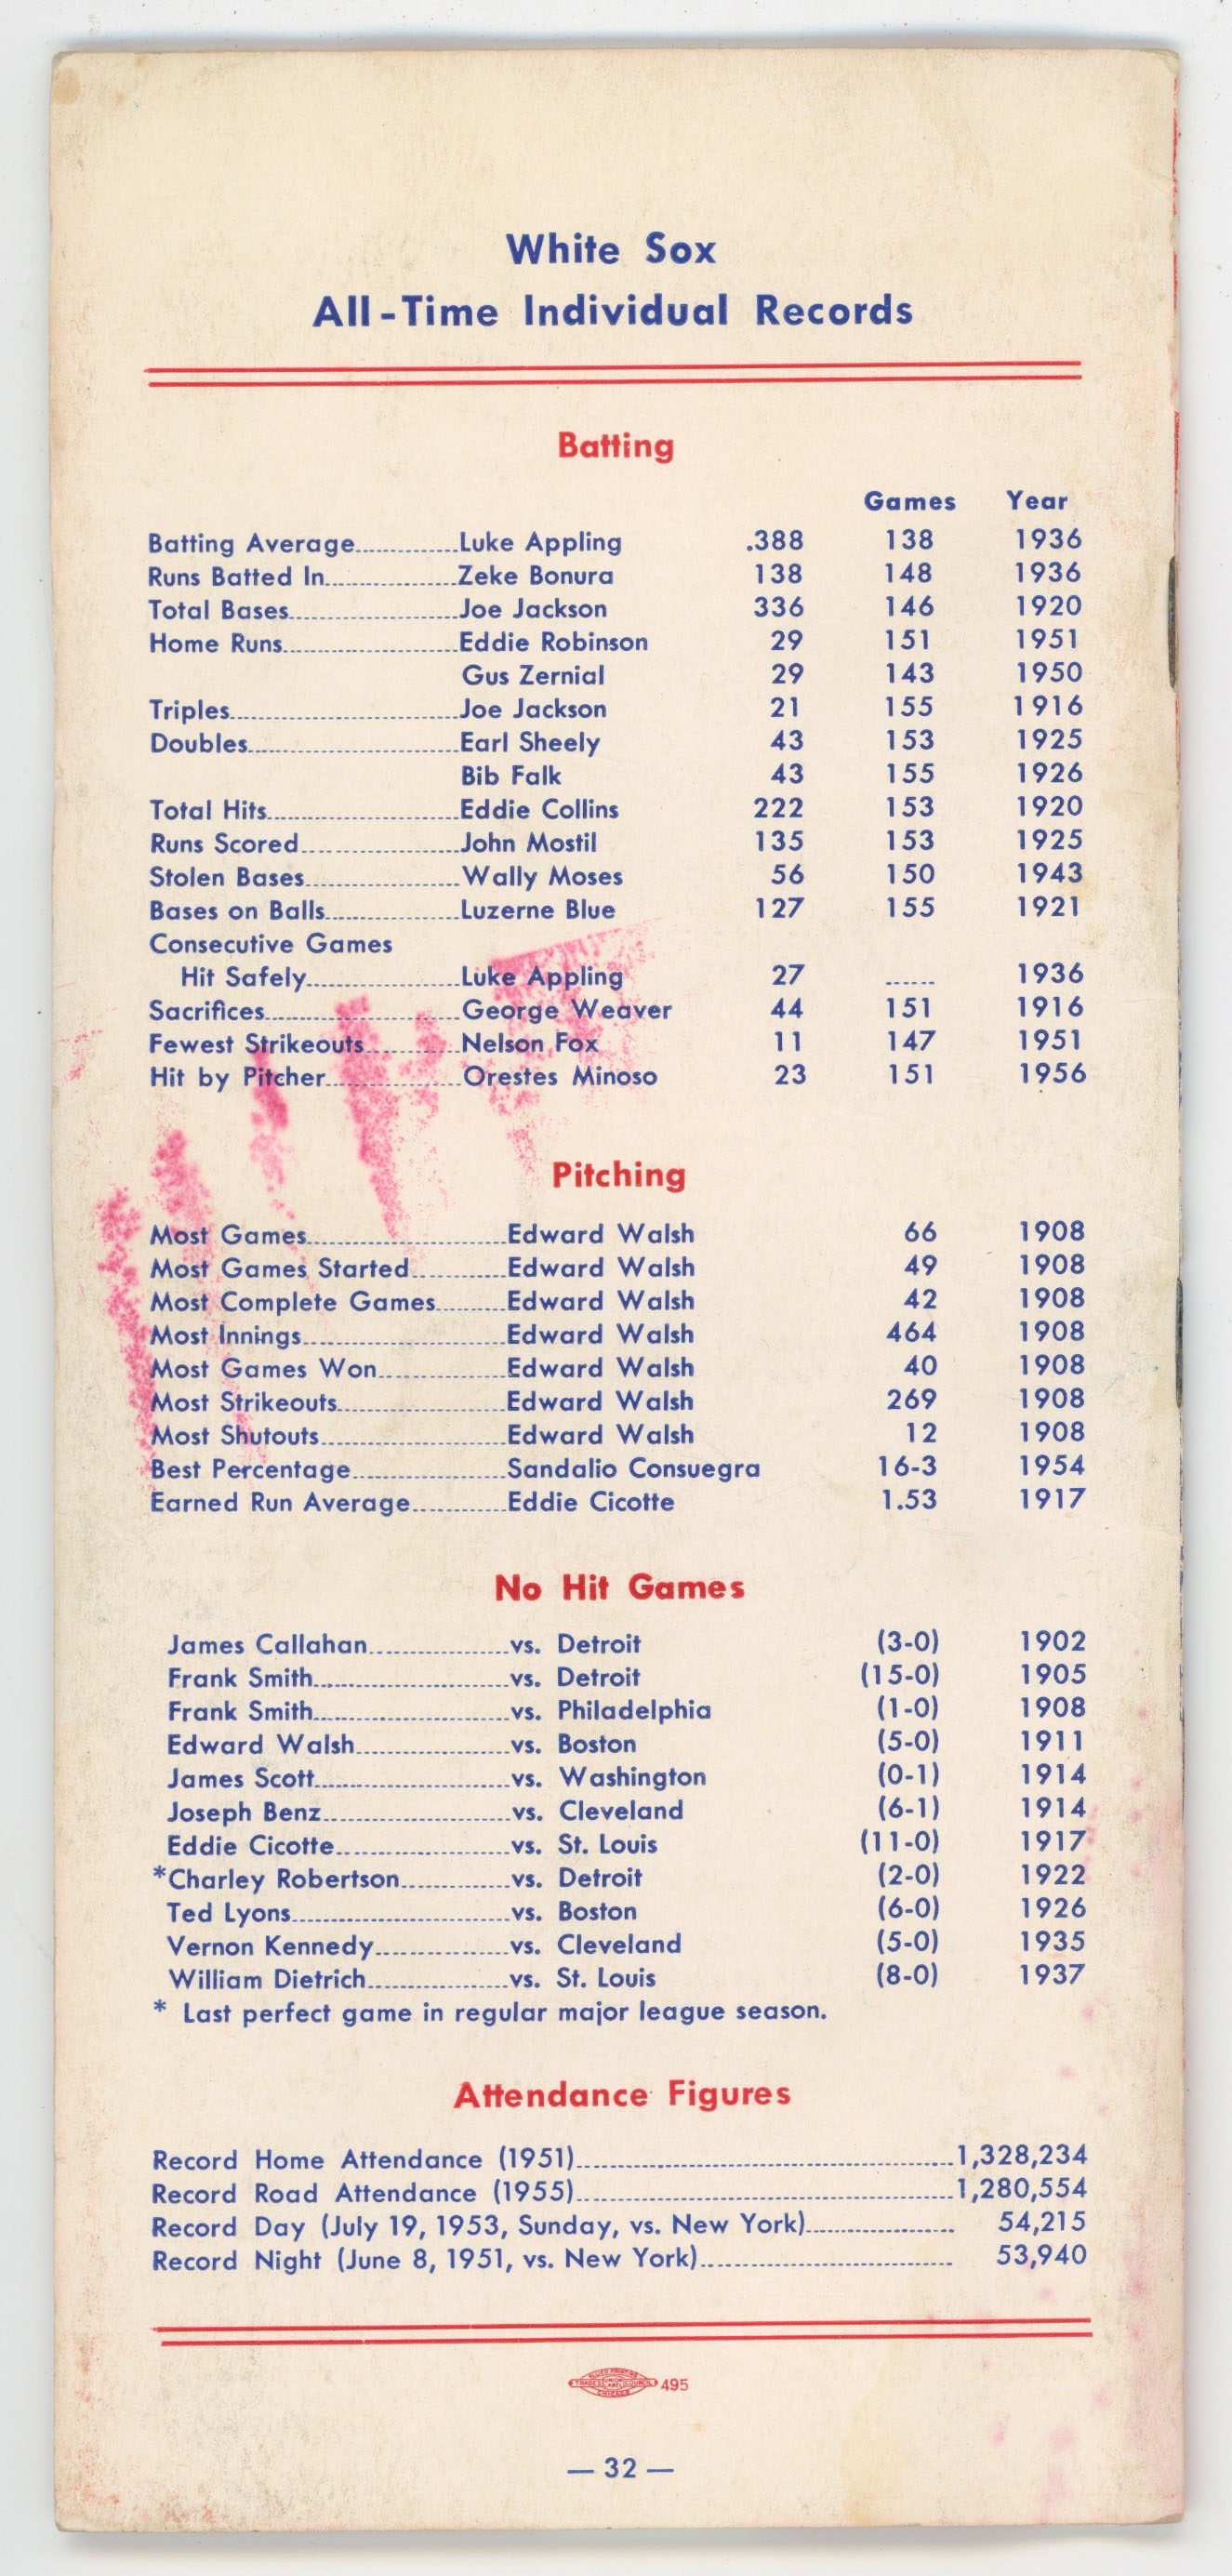 White Sox
All-Time Individual Records
Batting
Games Year
Batting Average.............Luke Appling .388 138 1936
Runs Batted In.................Zeke Bonura 138 148 1936
Total Bases......................Joe Jackson 336 146 1920
Home Runs......................Eddie Robinson 29 151 1951
Gus Zernial 29 143 1950
Triples.............................Joe Jackson 21 155 1916
Doubles...........................Earl Sheely 43 153 1925
Bib Falk 43 155 1926
Total Hits........................Eddie Collins 222 153 1920
Runs Scored....................John Mostil 135 153 1925
Stolen Bases....................Wally Moses 56 150 1943
Bases on Balls.................Luzerne Blue 127 155 1921
Consecutive Games
Hit Safely....................Luke Appling 27 ...... 1936
Sacrifices.........................George Weaver 44 151 1916
Fewest Strikeouts............Nelson Fox 11 147 1951
Hit by Pitcher.................Orestes Minoso 23 151 1956
Pitching
Most Games.........................Edward Walsh 66 1908
Most Games Started............Edward Walsh 49 1908
Most Complete Games.........Edward Walsh 42 1908
Most Innings..........................Edward Walsh 464 1908
Most Games Won................Edward Walsh 40 1908
Most Strikeouts.....................Edward Walsh 269 1908
Most Shutouts.......................Edward Walsh 12 1908
Best Percentage...................Sandalio Consuegra 16-3 1954
Earned Run Average............Eddie Cicotte 1.53 1917
No Hit Games
James Callahan..................vs. Detroit (3-0) 1902
Frank Smith.........................vs. Detroit (15-0) 1905
Frank Smith.........................vs. Philadelphia (1-0) 1908
Edward Walsh....................vs. Boston (5-0) 1911
James Scott.........................vs. Washington (0-1) 1914
Joseph Benz........................vs. Cleveland (6-1) 1914
Eddie Cicotte......................vs. St. Louis (11-0) 1917
*Charley Robertson..............vs. Detroit (2-0) 1922
Ted Lyons............................vs. Boston (6-0) 1926
Vernon Kennedy.................vs. Cleveland (5-0) 1935
William Dietrich..................vs. St. Louis (8-0) 1937
* Last perfect game in regular major league season.
Attendance Figures
Record Home Attendance (1951)................................................1,328,234
Record Road Attendance (1955)................................................1,280,554
Record Day (July 19, 1953, Sunday, vs. New York)................... 54,215
Record Night (June 8, 1951, vs. New York)................................ 53,940
ALLIED PRINTING
TRADES UNION LABEL COUNCIL 495
CHICAGO
— 32 —